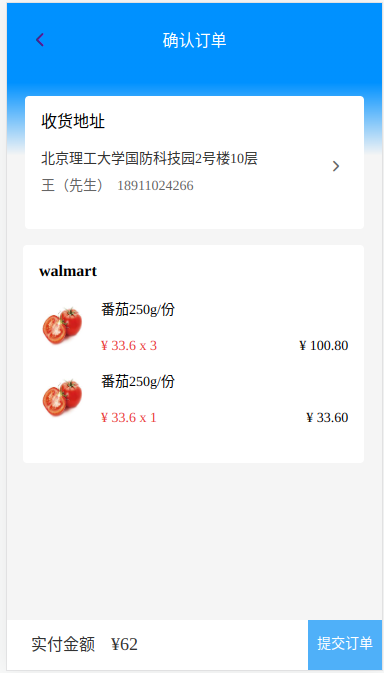 确认订单
收货地址
北京理工大学国防科技园2号楼10层
王（先生） 18911024266
walmart
番茄250g/份
¥ 33.6 x 3 ¥ 100.80
番茄250g/份
¥ 33.6 x 1 ¥ 33.60
实付金额 ¥62 提交订单